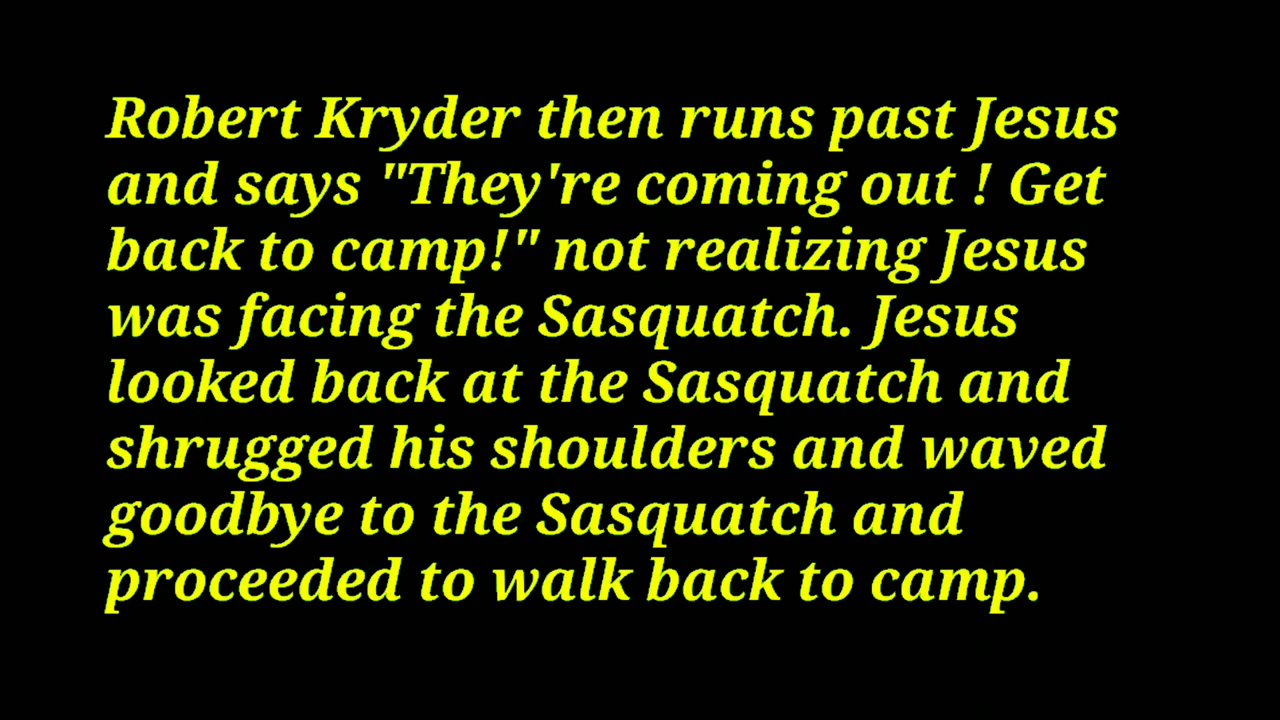 Robert Kryder then runs past Jesus
and says "They're coming out ! Get
back to camp!" not realizing Jesus
was facing the Sasquatch. Jesus
looked back at the Sasquatch and
shrugged his shoulders and waved
goodbye to the Sasquatch and
proceeded to walk back to camp.